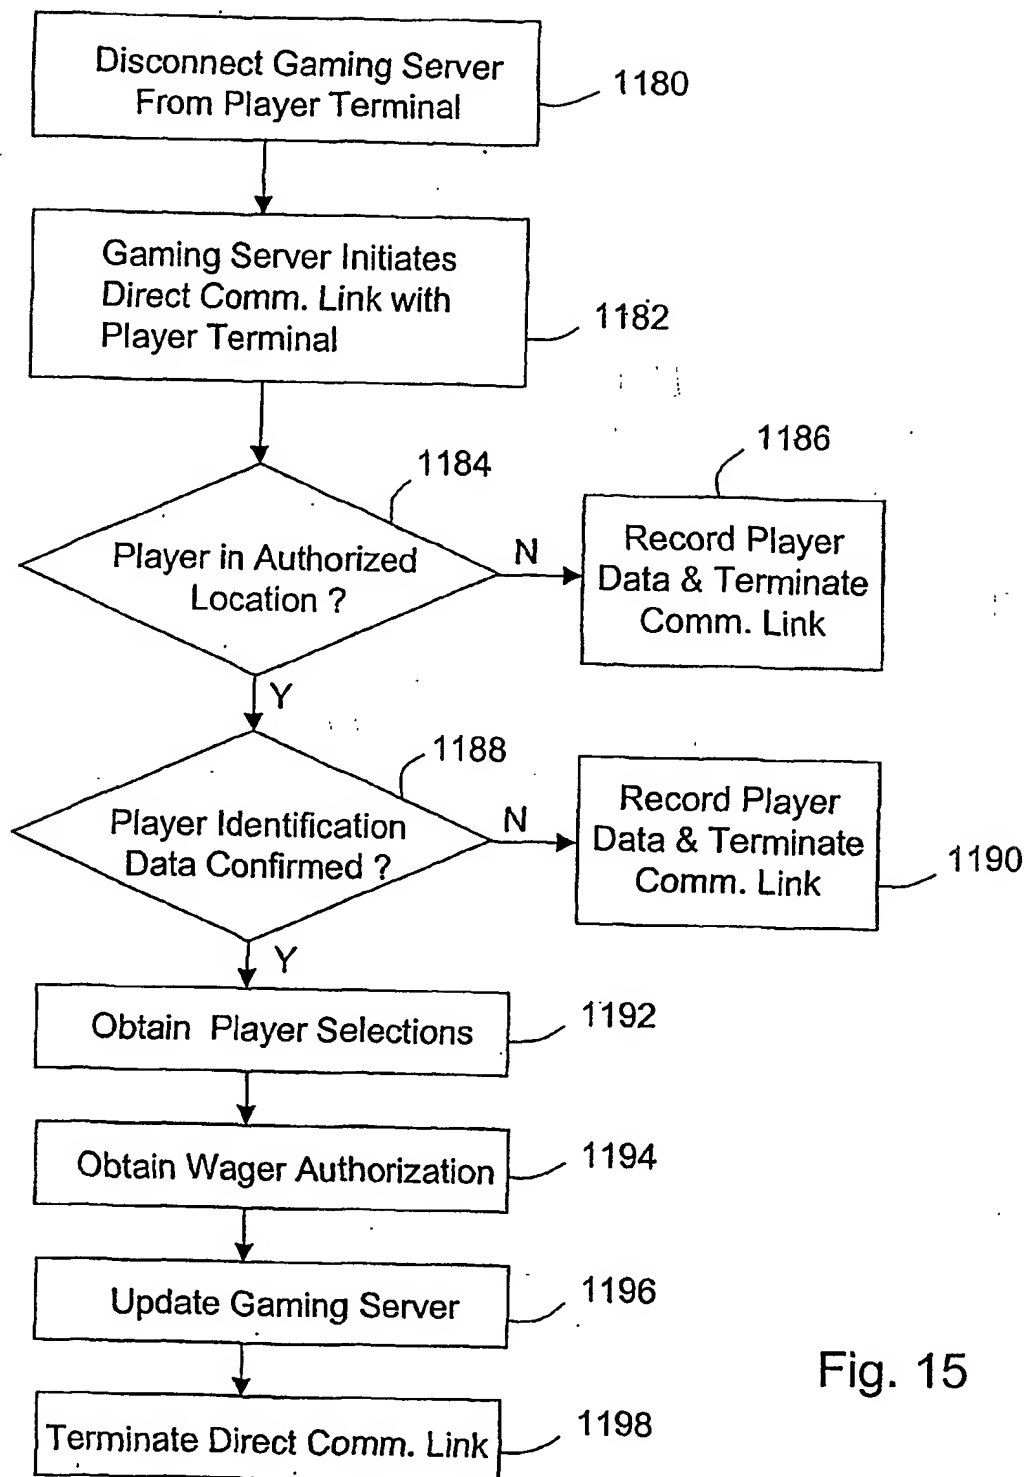 Disconnect Gaming Server
From Player Terminal
1180
Gaming Server Initiates
Direct Comm. Link with
Player Terminal
1182
1184
Player in Authorized
Location ?
N
1186
Record Player
Data & Terminate
Comm. Link
Y
1188
Player Identification
Data Confirmed ?
N
Record Player
Data & Terminate
Comm. Link
1190
Y
Obtain Player Selections
1192
Obtain Wager Authorization
1194
Update Gaming Server
1196
Fig. 15
Terminate Direct Comm. Link
1198